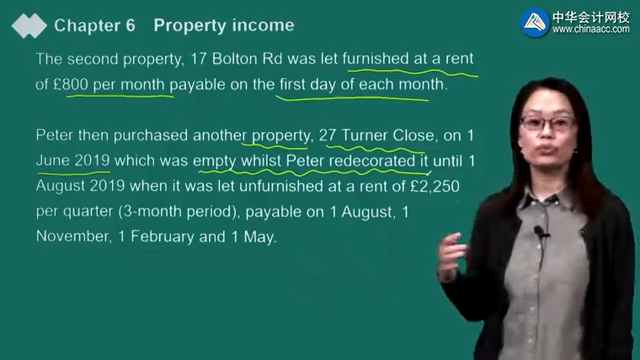 Chapter 6 Property income
中华会计网校
www.chinaacc.com
The second property, 17 Bolton Rd was let furnished at a rent
of £800 per month payable on the first day of each month.
Peter then purchased another property, 27 Turner Close, on 1
June 2019 which was empty whilst Peter redecorated it until 1
August 2019 when it was let unfurnished at a rent of £2,250
per quarter (3-month period), payable on 1 August, 1
November, 1 February and 1 May.